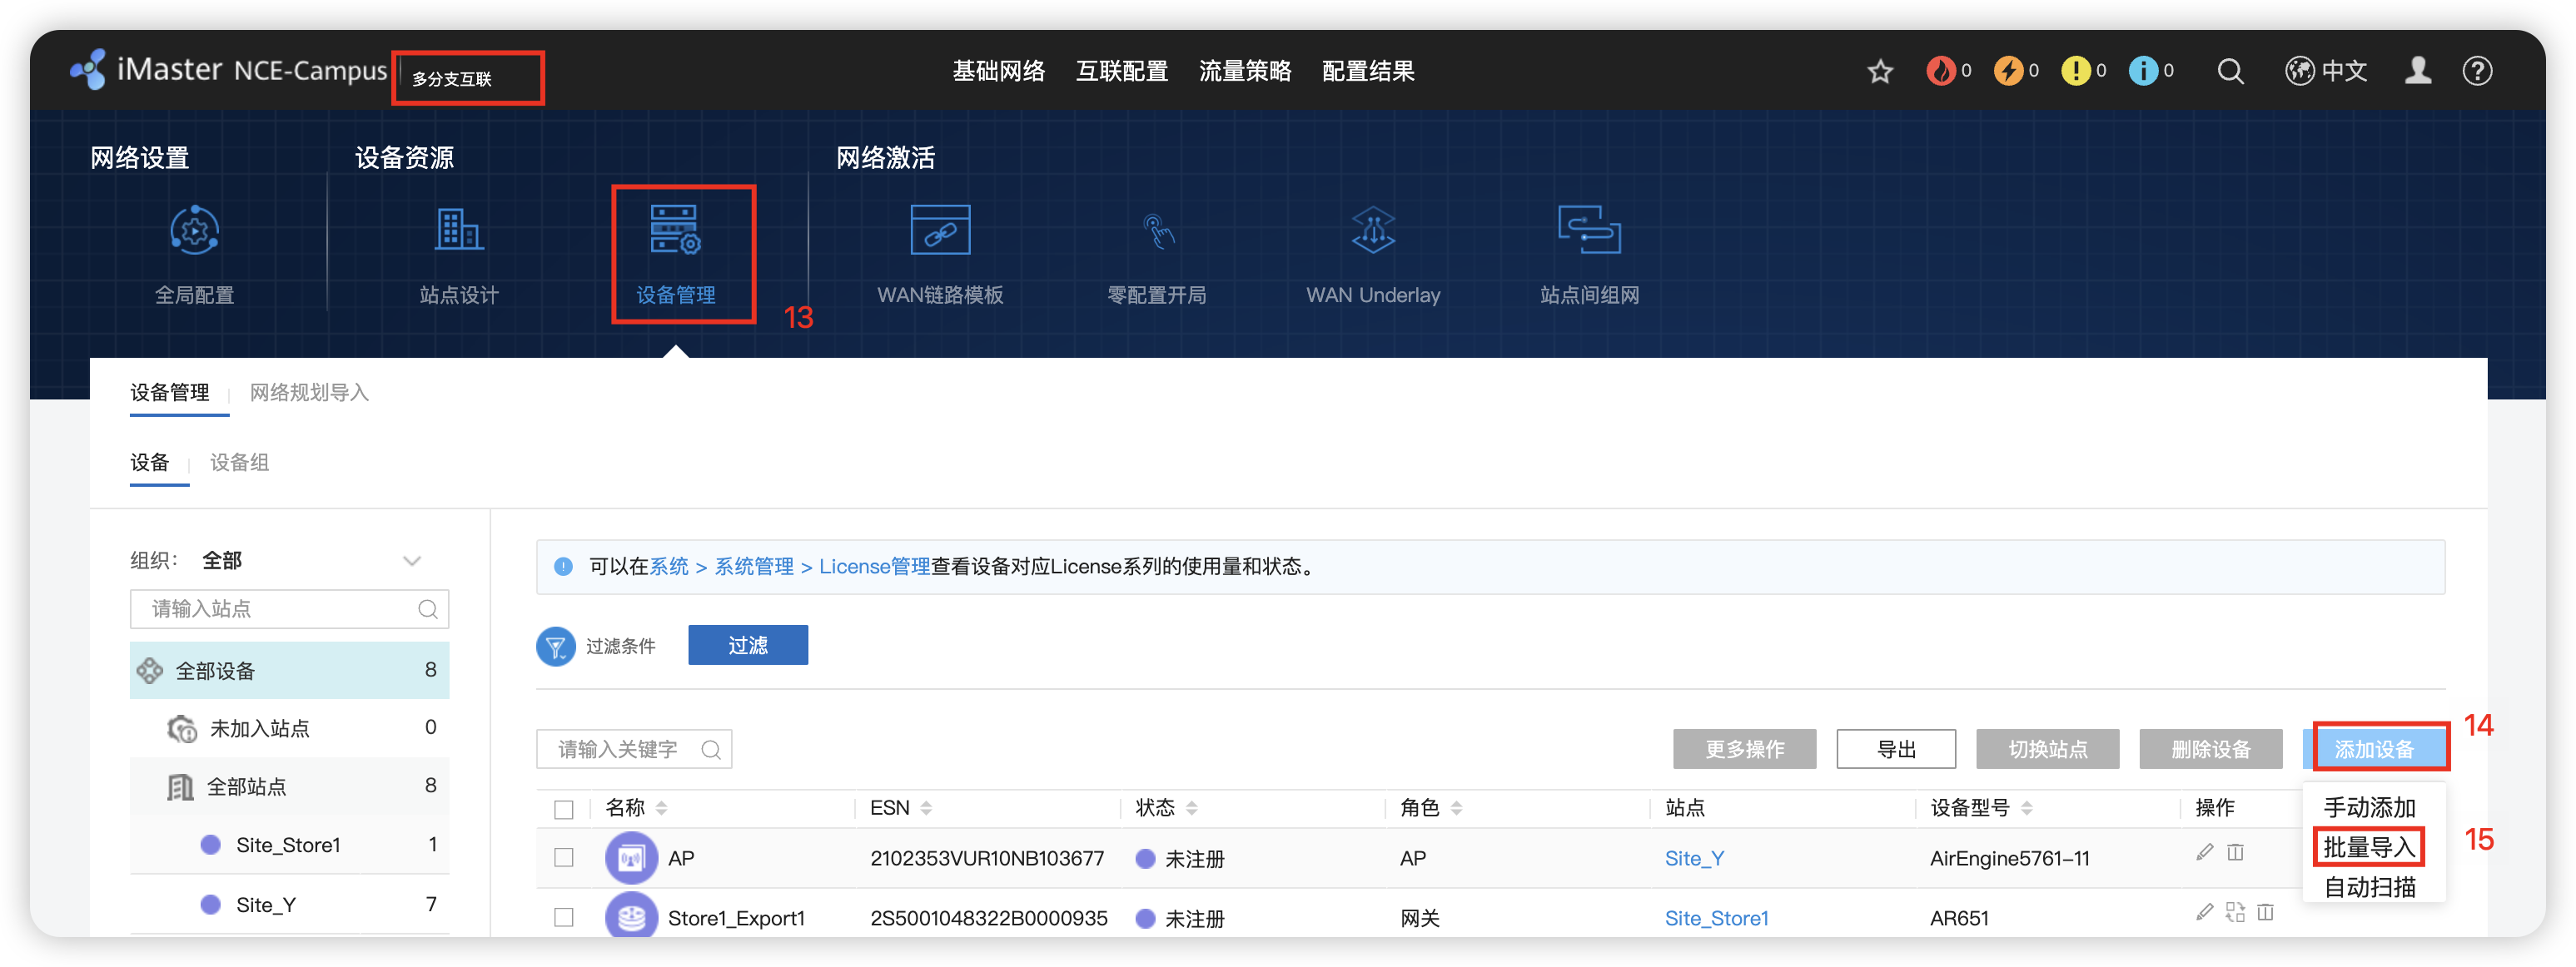 iMaster NCE-Campus 多分支互联 基础网络 互联配置 流量策略 配置结果 0 0 0 0 中文
网络设置 设备资源 网络激活
全局配置 站点设计 设备管理 WAN链路模板 零配置开局 WAN Underlay 站点间组网
13
设备管理 网络规划导入
设备 设备组
组织： 全部
可以在系统 > 系统管理 > License管理查看设备对应License系列的使用量和状态。
请输入站点
过滤条件 过滤
全部设备 8
未加入站点 0
14
请输入关键字 更多操作 导出 切换站点 删除设备 添加设备
全部站点 8
名称 ESN 状态 角色 站点 设备型号 操作
手动添加
批量导入 15
自动扫描
Site_Store1 1
AP 2102353VUR10NB103677 未注册 AP Site_Y AirEngine5761-11
Site_Y 7
Store1_Export1 2S5001048322B0000935 未注册 网关 Site_Store1 AR651